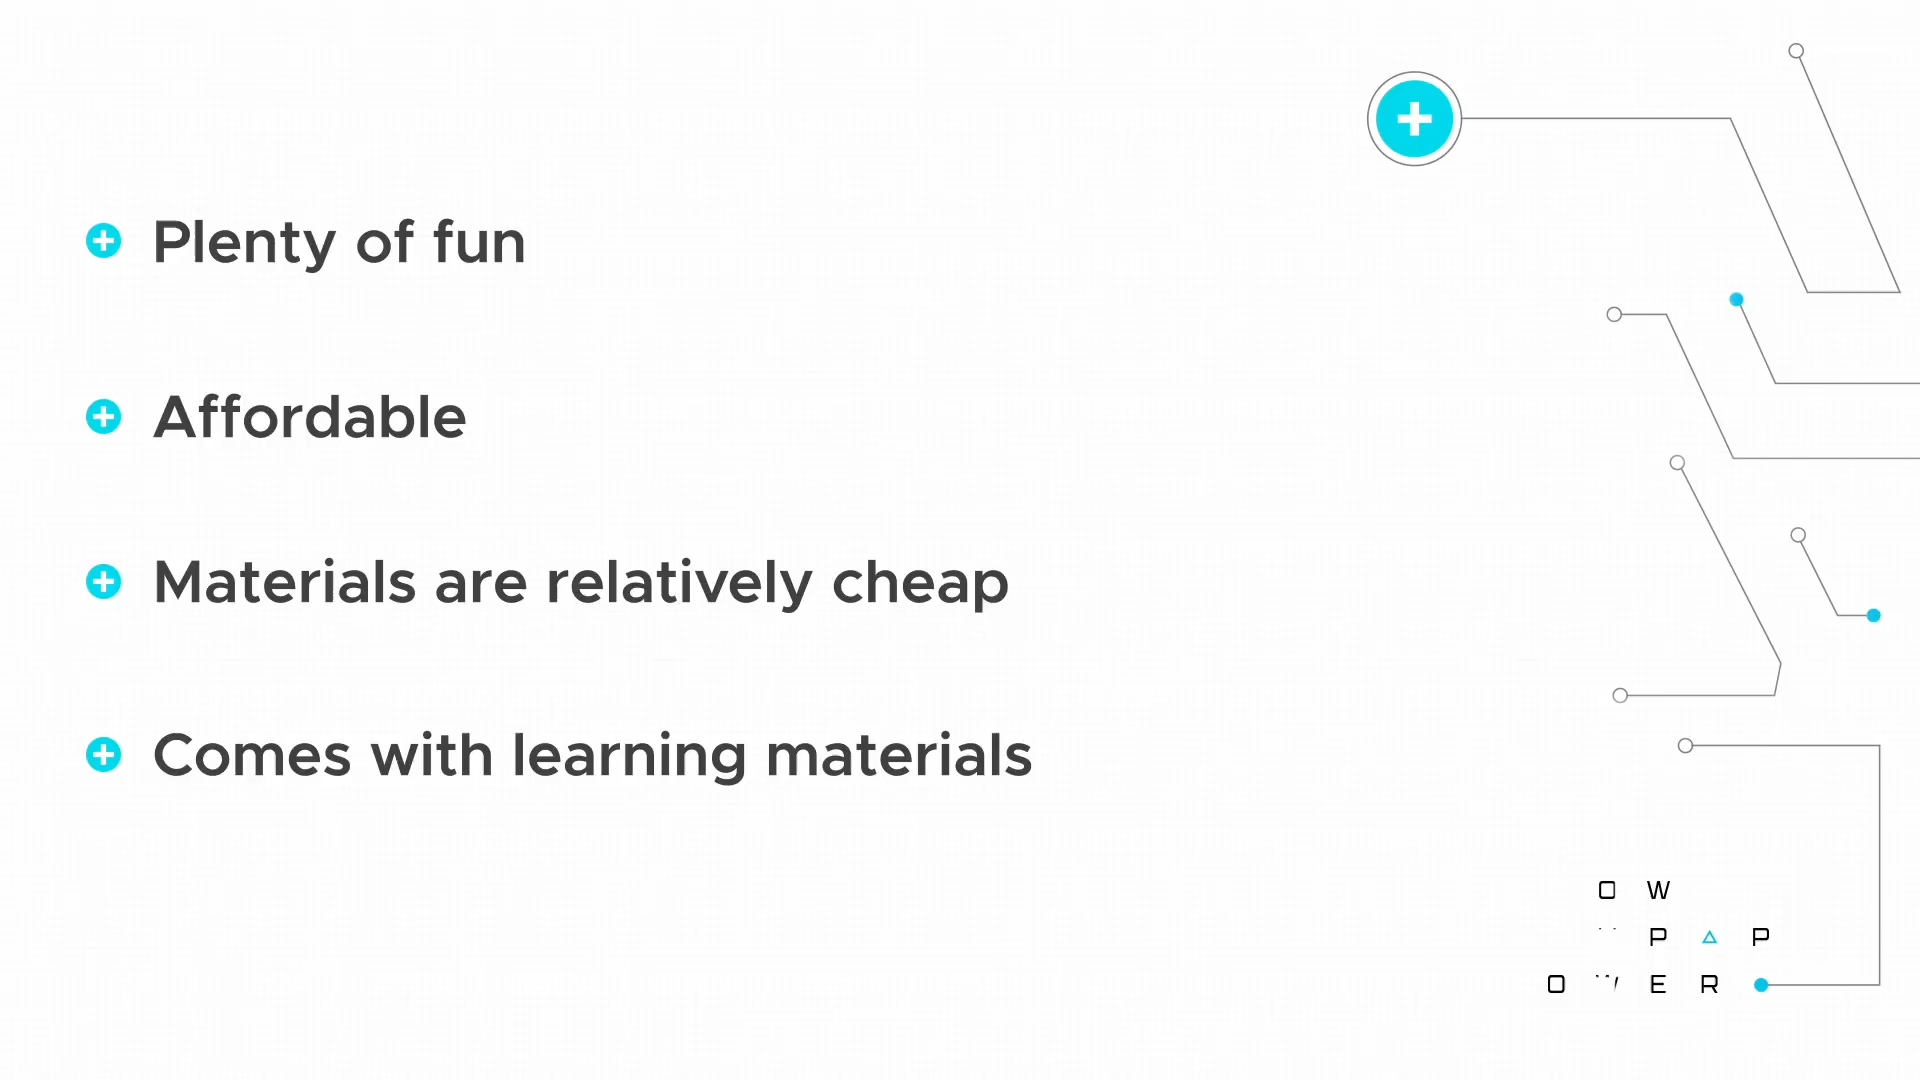 Plenty of fun
Affordable
Materials are relatively cheap
Comes with learning materials
O W
P P
O E R